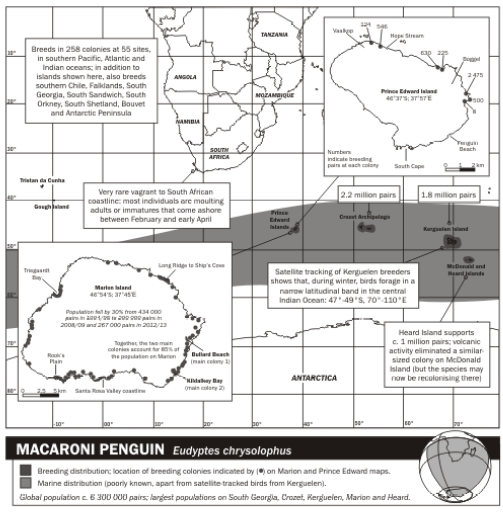 Breeds in 258 colonies at 55 sites,
in southern Pacific, Atlantic and
Indian oceans; in addition to
islands shown here, also breeds
southern Chile, Falklands, South
Georgia, South Sandwich, South
Orkney, South Shetland, Bouvet
and Antarctic Peninsula
TANZANIA
ANGOLA
MOZAMBIQUE
NAMIBIA
SOUTH
AFRICA
134
546
Vaalkop
Hope Stream
630
225
Boggel
2 475
500
6
Prince Edward Island
46°37'S; 37°57'E
Penguin
Beach
South Cape
0 1 2 km
Numbers
indicate breeding
pairs at each colony
10°
20°
30°
40°
50°
60°
70°
80°
Tristan da Cunha
Gough Island
Very rare vagrant to South African
coastline: most individuals are moulting
adults or immatures that come ashore
between February and early April
2.2 million pairs
1.8 million pairs
Prince
Edward
Islands
Crozet Archipelago
Kerguelen Island
McDonald and
Heard Islands
Satellite tracking of Kerguelen breeders
shows that, during winter, birds forage in a
narrow latitudinal band in the central
Indian Ocean: 47°-49°S, 70°-110°E
Heard Island supports
c. 1 million pairs; volcanic
activity eliminated a similar-
sized colony on McDonald
Island (but the species may
now be recolonising there)
Long Ridge to Ship's Cove
Triegaardt
Bay
Marion Island
46°54'S; 37°45'E
Population fell by 30% from 434 000
pairs in 1994/95 to 292 000 pairs in
2008/09 and 267 000 pairs in 2012/13
Together, the two main
colonies account for 85% of
the population on Marion
Bullard Beach
(main colony 1)
Kildalkey Bay
(main colony 2)
Rook's
Plain
0 2.5 5 km
Santa Rosa Valley coastline
ANTARCTICA
-10° 0° 10° 20° 30° 40° 50° 60° 70°
MACARONI PENGUIN Eudyptes chrysolophus
Breeding distribution; location of breeding colonies indicated by (●) on Marion and Prince Edward maps.
Marine distribution (poorly known, apart from satellite-tracked birds from Kerguelen).
Global population c. 6 300 000 pairs; largest populations on South Georgia, Crozet, Kerguelen, Marion and Heard.